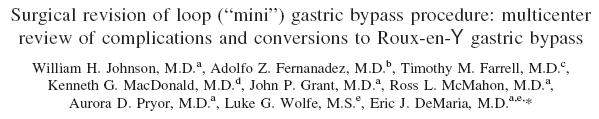 Surgical revision of loop (“mini”) gastric bypass procedure: multicenter
review of complications and conversions to Roux-en-Y gastric bypass
William H. Johnson, M.D.ᵃ, Adolfo Z. Fernanadez, M.D.ᵇ, Timothy M. Farrell, M.D.ᶜ,
Kenneth G. MacDonald, M.D.ᵈ, John P. Grant, M.D.ᵃ, Ross L. McMahon, M.D.ᵃ,
Aurora D. Pryor, M.D.ᵃ, Luke G. Wolfe, M.S.ᵉ, Eric J. DeMaria, M.D.ᵃ,ᵉ,*